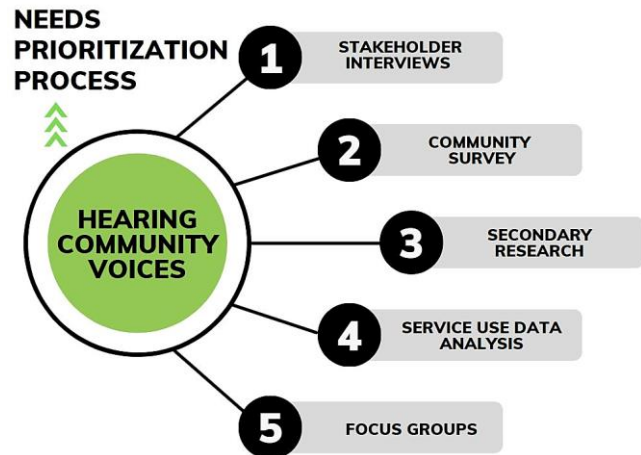 NEEDS
PRIORITIZATION
PROCESS
HEARING
COMMUNITY
VOICES
1
STAKEHOLDER
INTERVIEWS
2
COMMUNITY
SURVEY
3
SECONDARY
RESEARCH
4
SERVICE USE DATA
ANALYSIS
5
FOCUS GROUPS